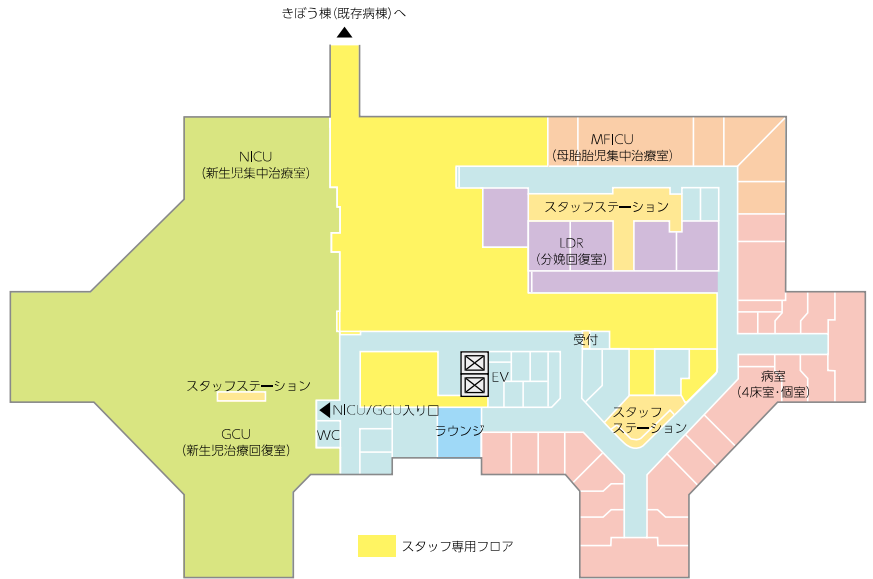 きぼう棟(既存病棟)へ
NICU
(新生児集中治療室)
MFICU
(母胎胎児集中治療室)
スタッフステーション
LDR
(分娩回復室)
受付
EV
病室
(4床室・個室)
スタッフステーション
NICU/GCU入り口
スタッフ
ステーション
WC
ラウンジ
GCU
(新生児治療回復室)
スタッフ専用フロア